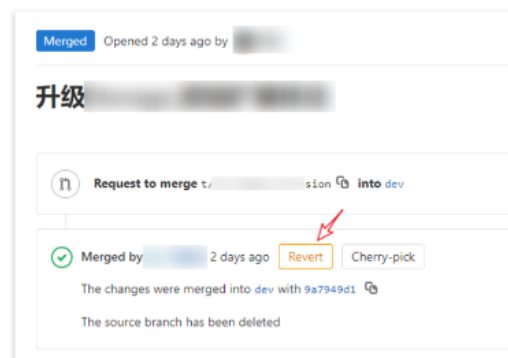 Merged Opened 2 days ago by
升级
Request to merge t/ sion into dev
Merged by 2 days ago Revert Cherry-pick
The changes were merged into dev with 9a7949d1
The source branch has been deleted